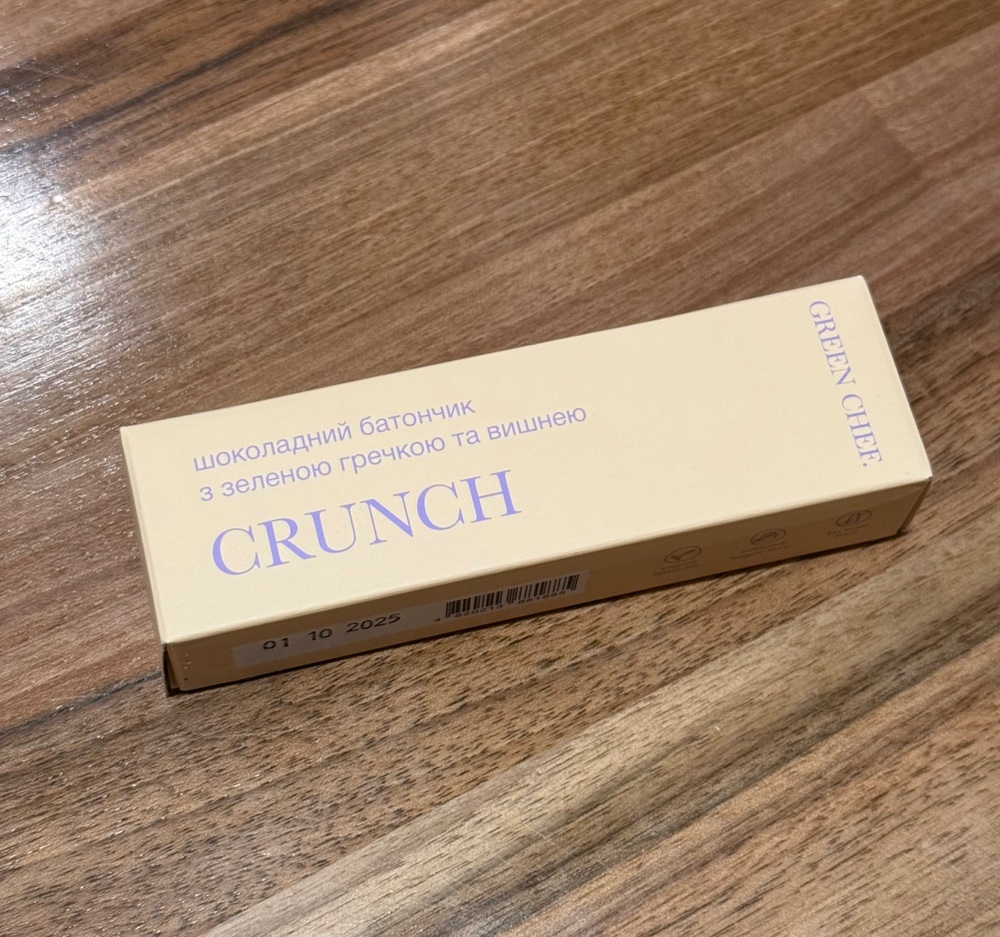 шоколадний батончик
з зеленою гречкою та вишнею
CRUNCH
GREEN CHEF.
01 10 2025